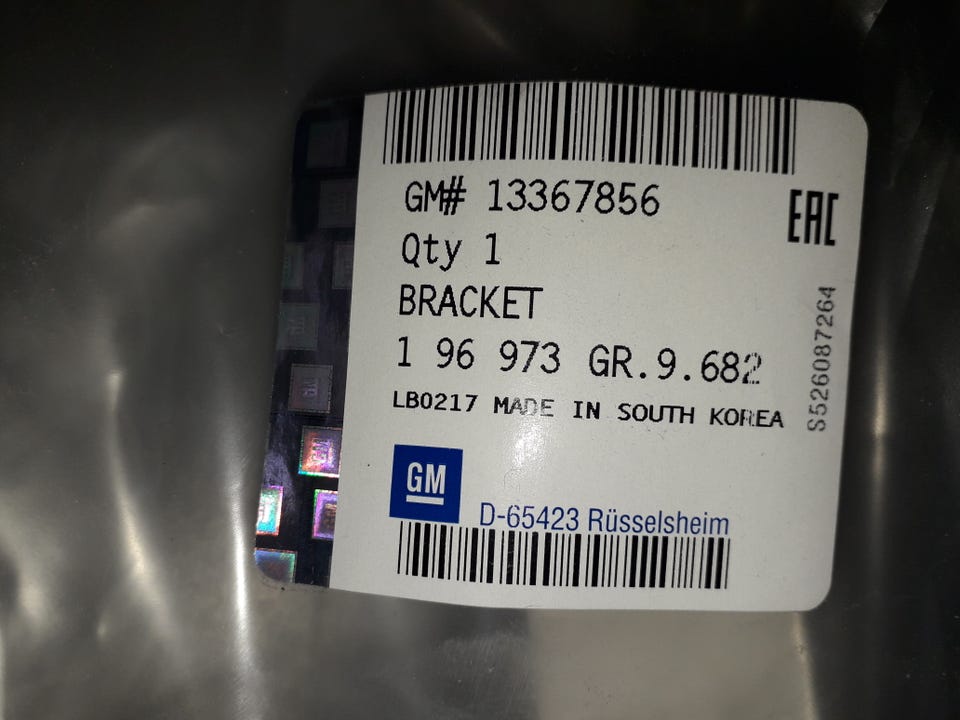 GM# 13367856
EAC
Qty 1
BRACKET
1 96 973 GR.9.682
LB0217 MADE IN SOUTH KOREA
S526087264
GM
D-65423 Rüsselsheim